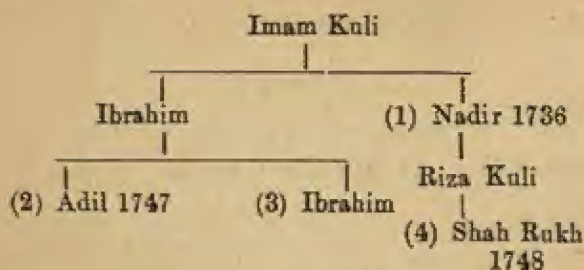 Imam Kuli
Ibrahim (1) Nadir 1736
Riza Kuli
(2) Adil 1747 (3) Ibrahim
(4) Shah Rukh
1748